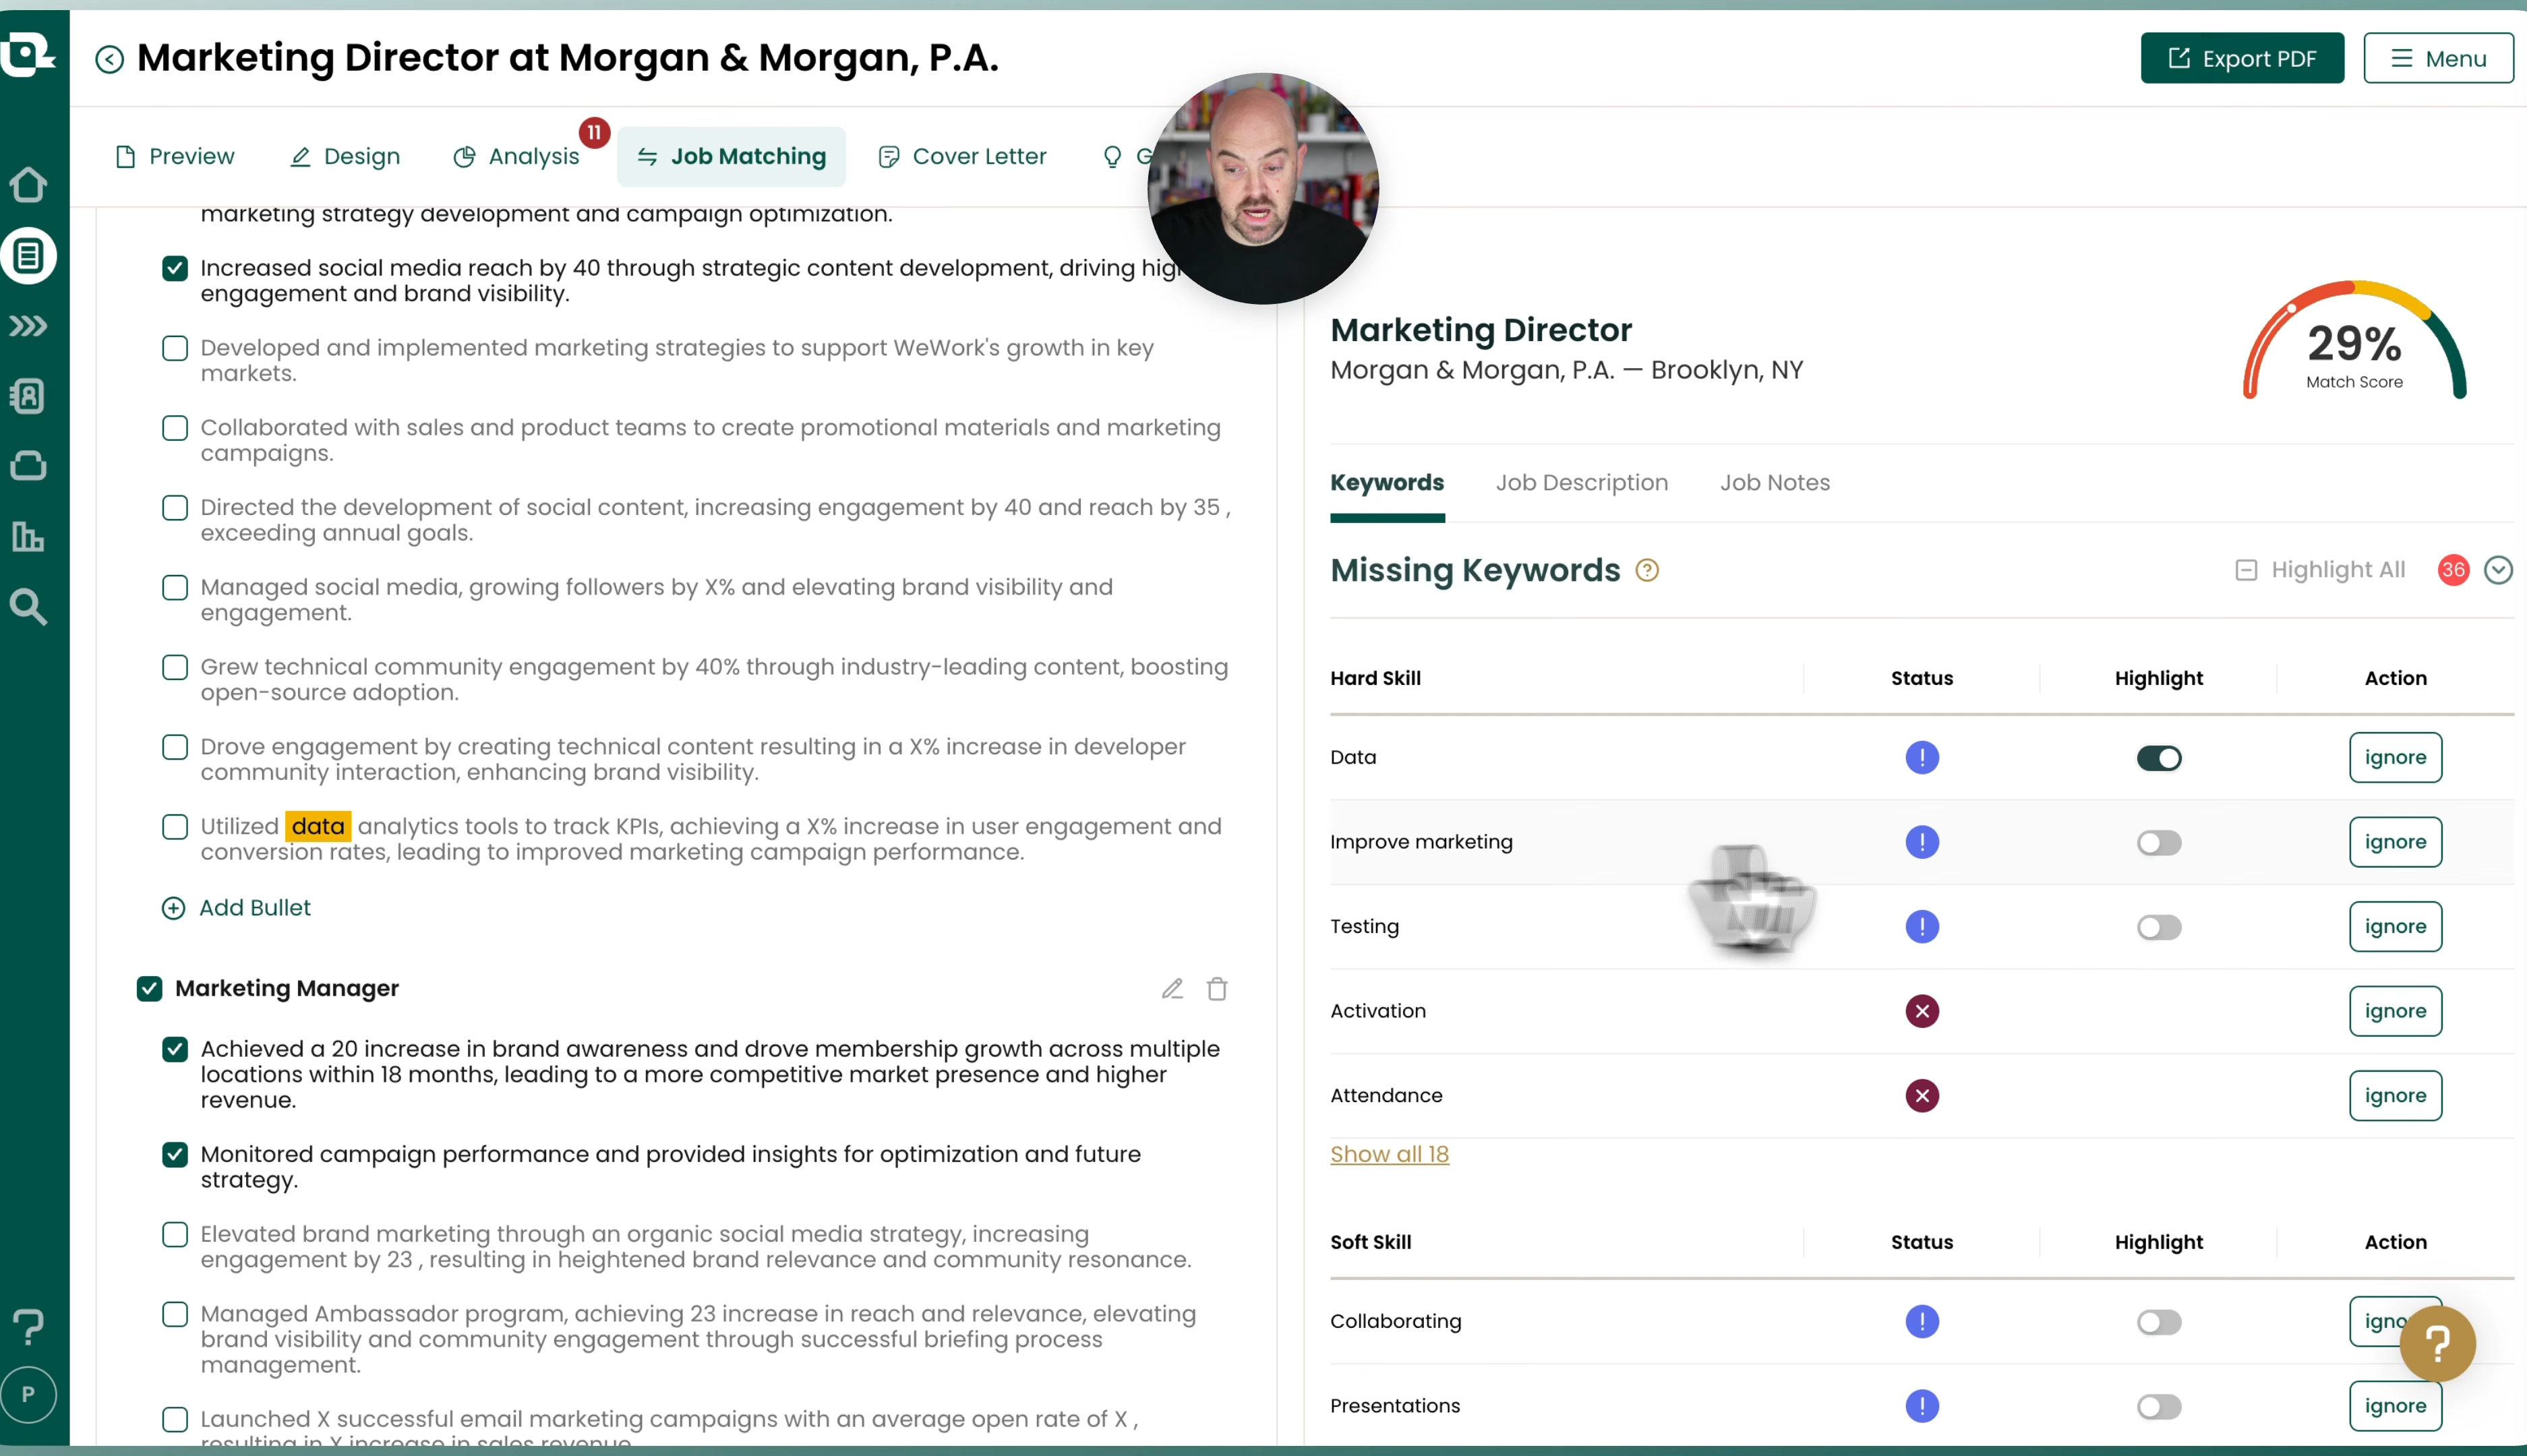 Marketing Director at Morgan & Morgan, P.A.
Export PDF
Menu
Preview
Design
Analysis
11
Job Matching
Cover Letter
G
marketing strategy development and campaign optimization.
Increased social media reach by 40 through strategic content development, driving hig
engagement and brand visibility.
Developed and implemented marketing strategies to support WeWork's growth in key
markets.
Collaborated with sales and product teams to create promotional materials and marketing
campaigns.
Directed the development of social content, increasing engagement by 40 and reach by 35 ,
exceeding annual goals.
Managed social media, growing followers by X% and elevating brand visibility and
engagement.
Grew technical community engagement by 40% through industry-leading content, boosting
open-source adoption.
Drove engagement by creating technical content resulting in a X% increase in developer
community interaction, enhancing brand visibility.
Utilized data analytics tools to track KPIs, achieving a X% increase in user engagement and
conversion rates, leading to improved marketing campaign performance.
Add Bullet
Marketing Manager
Achieved a 20 increase in brand awareness and drove membership growth across multiple
locations within 18 months, leading to a more competitive market presence and higher
revenue.
Monitored campaign performance and provided insights for optimization and future
strategy.
Elevated brand marketing through an organic social media strategy, increasing
engagement by 23 , resulting in heightened brand relevance and community resonance.
Managed Ambassador program, achieving 23 increase in reach and relevance, elevating
brand visibility and community engagement through successful briefing process
management.
Launched X successful email marketing campaigns with an average open rate of X ,
resulting in X increase in sales revenue
P
Marketing Director
Morgan & Morgan, P.A. — Brooklyn, NY
29%
Match Score
Keywords
Job Description
Job Notes
Missing Keywords
Highlight All
36
Hard Skill Status Highlight Action
Data ignore
Improve marketing ignore
Testing ignore
Activation ignore
Attendance ignore
Show all 18
Soft Skill Status Highlight Action
Collaborating igno
Presentations ignore